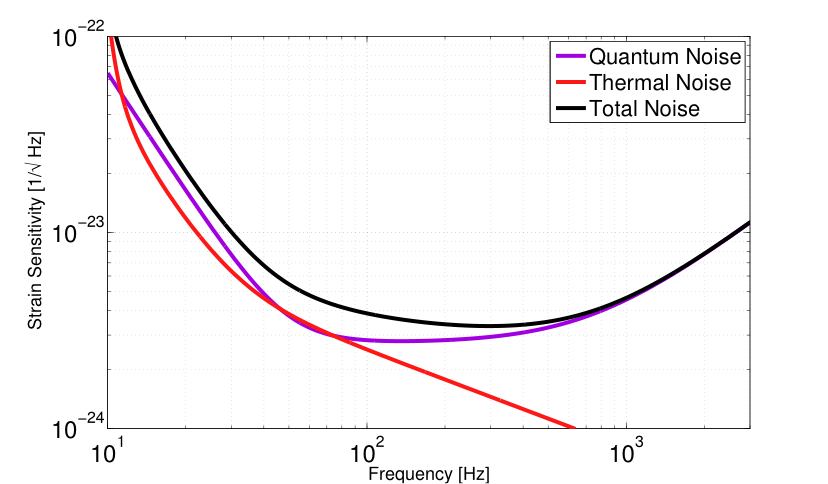 10^-22
10^-23
10^-24
Strain Sensitivity [1/√ Hz]
Quantum Noise
Thermal Noise
Total Noise
10^1
10^2
10^3
Frequency [Hz]